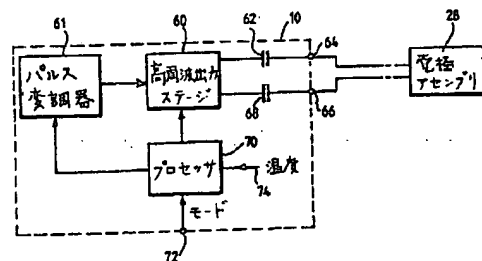 61
60
62
10
64
28
パルス
変調器
高周波出力
ステージ
電極
アセンブリ
68
66
70
プロセッサ
温度
74
モード
72